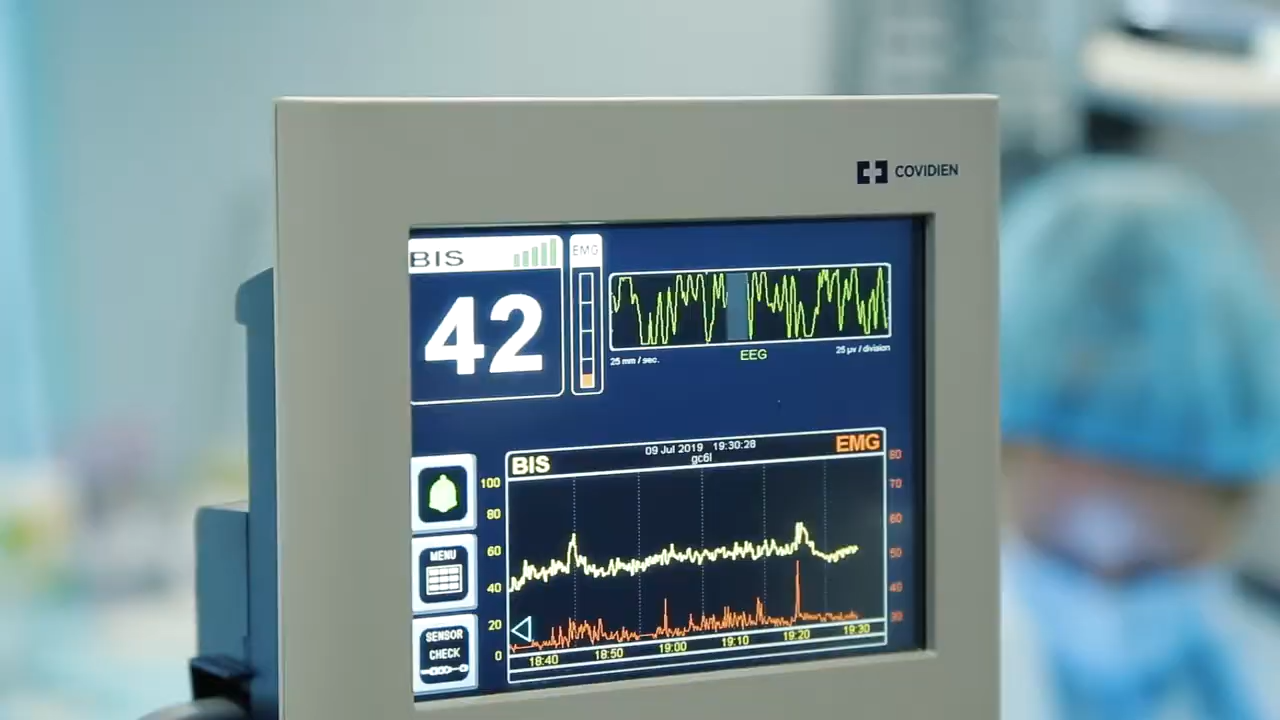 COVIDIEN
BIS
EMG
42
25 mm / sec.
EEG
25 µv / division
09 Jul 2019 19:30:28
BIS
EMG
gc6l
100
80
60
40
20
0
80
70
60
50
40
30
MENU
SENSOR
CHECK
18:40 18:50 19:00 19:10 19:20 19:30